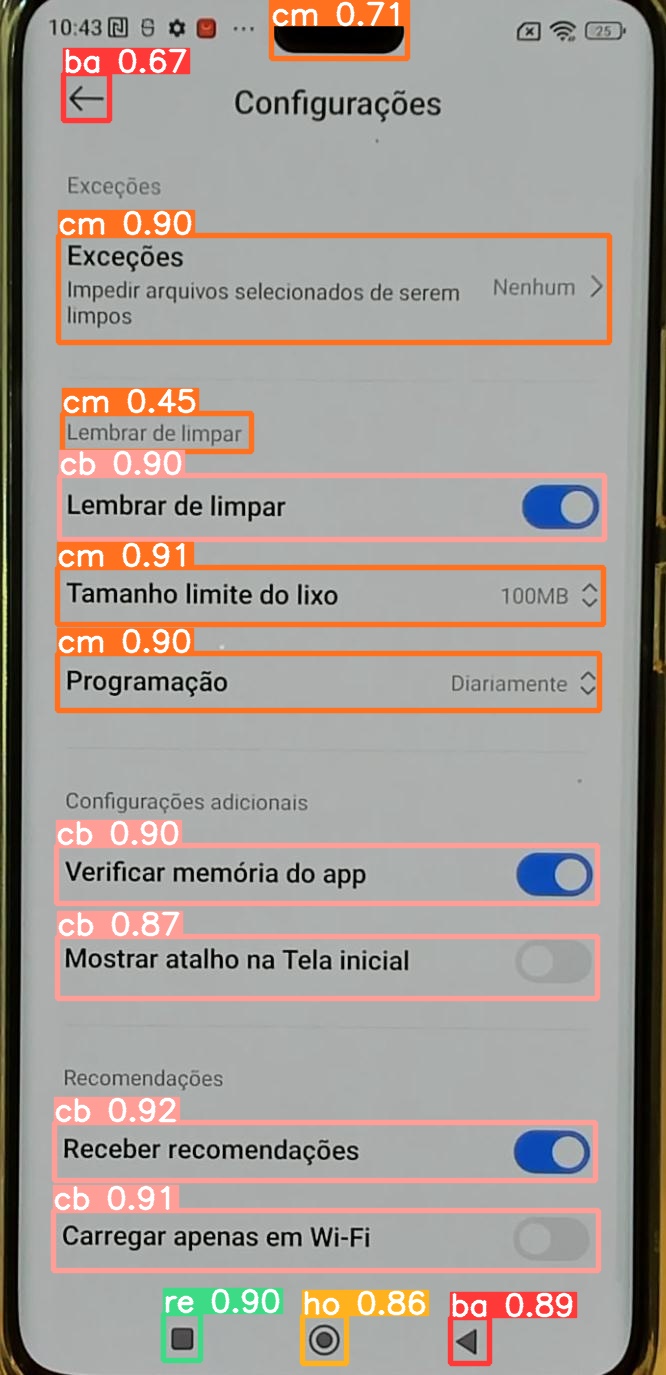 cm 0.71
10:43 ... 25
ba 0.67
Configurações
Exceções
cm 0.90
Exceções
Impedir arquivos selecionados de serem
limpos
Nenhum
cm 0.45
Lembrar de limpar
cb 0.90
Lembrar de limpar
cm 0.91
Tamanho limite do lixo 100MB
cm 0.90
Programação Diariamente
Configurações adicionais
cb 0.90
Verificar memória do app
cb 0.87
Mostrar atalho na Tela inicial
Recomendações
cb 0.92
Receber recomendações
cb 0.91
Carregar apenas em Wi-Fi
re 0.90 ho 0.86 ba 0.89